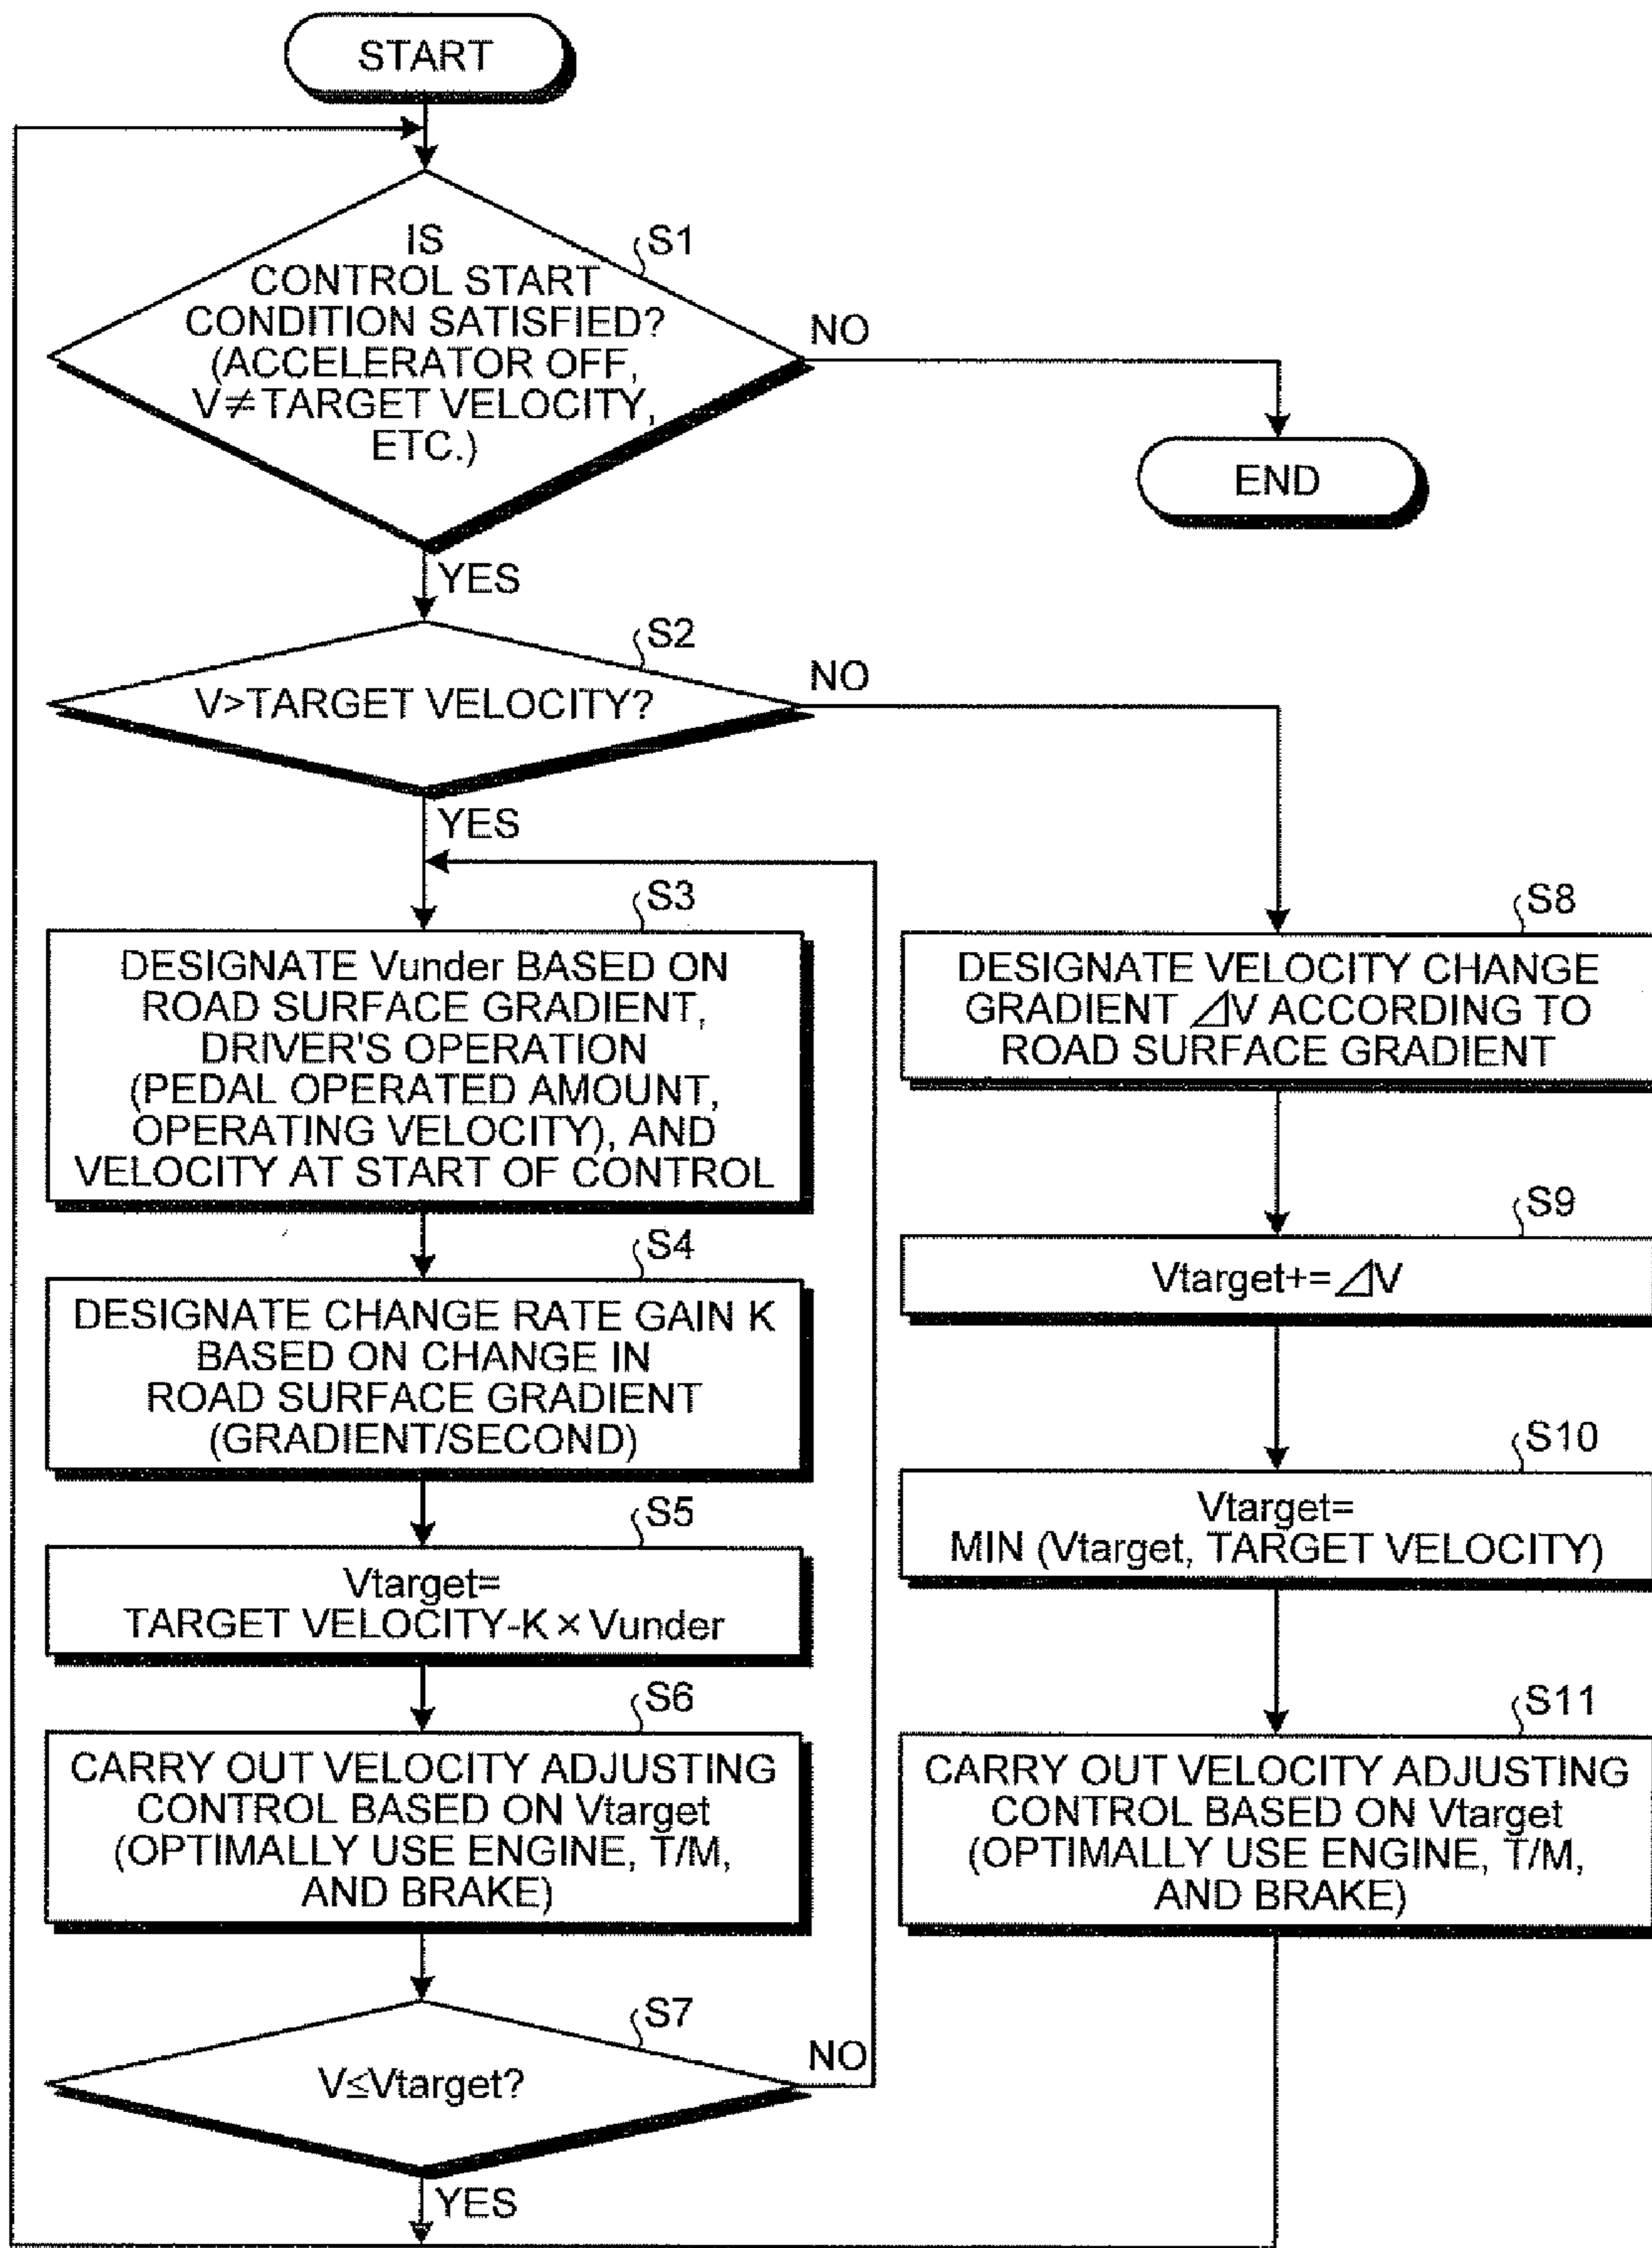 START
IS
CONTROL START
CONDITION SATISFIED?
(ACCELERATOR OFF,
V≠TARGET VELOCITY,
ETC.)
S1
NO
END
YES
S2
V>TARGET VELOCITY?
NO
YES
S3
DESIGNATE Vunder BASED ON
ROAD SURFACE GRADIENT,
DRIVER'S OPERATION
(PEDAL OPERATED AMOUNT,
OPERATING VELOCITY), AND
VELOCITY AT START OF CONTROL
S4
DESIGNATE CHANGE RATE GAIN K
BASED ON CHANGE IN
ROAD SURFACE GRADIENT
(GRADIENT/SECOND)
S5
Vtarget=
TARGET VELOCITY-K×Vunder
S6
CARRY OUT VELOCITY ADJUSTING
CONTROL BASED ON Vtarget
(OPTIMALLY USE ENGINE, T/M,
AND BRAKE)
S7
V≤Vtarget?
NO
YES
S8
DESIGNATE VELOCITY CHANGE
GRADIENT ⊿V ACCORDING TO
ROAD SURFACE GRADIENT
S9
Vtarget+=⊿V
S10
Vtarget=
MIN (Vtarget, TARGET VELOCITY)
S11
CARRY OUT VELOCITY ADJUSTING
CONTROL BASED ON Vtarget
(OPTIMALLY USE ENGINE, T/M,
AND BRAKE)